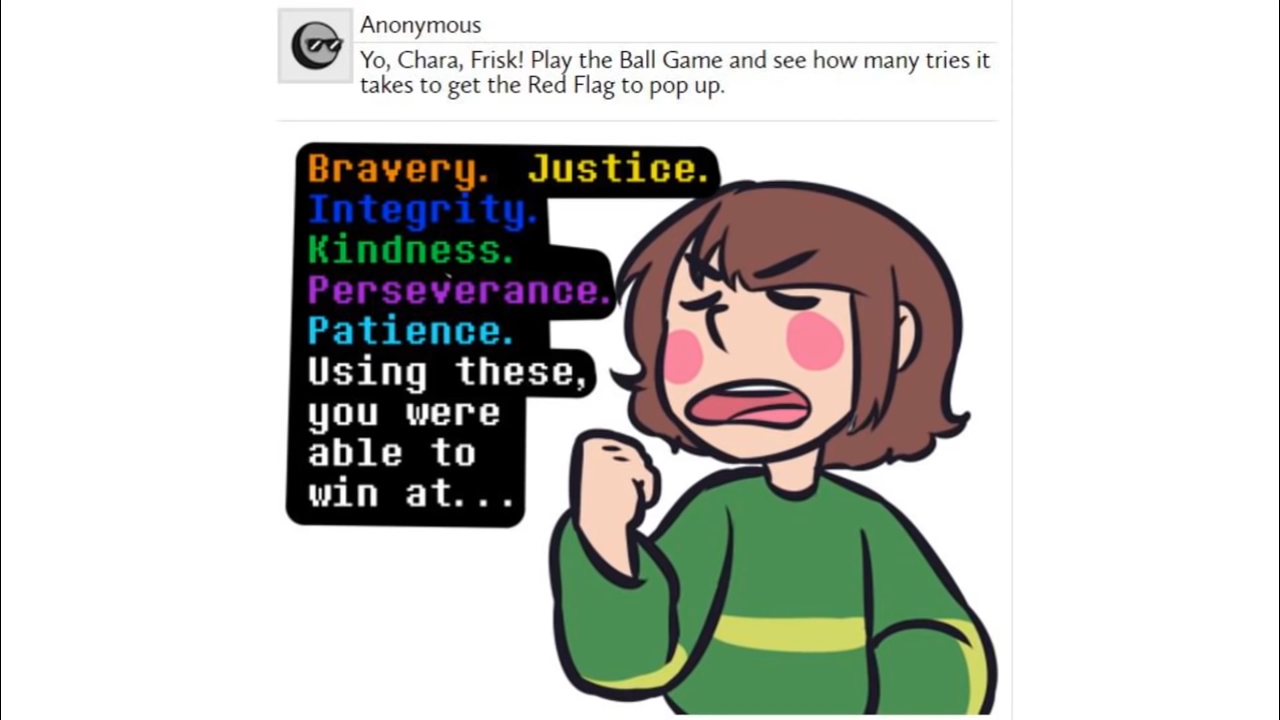 Anonymous
Yo, Chara, Frisk! Play the Ball Game and see how many tries it
takes to get the Red Flag to pop up.
Bravery. Justice.
Integrity.
Kindness.
Perseverance.
Patience.
Using these,
you were
able to
win at...